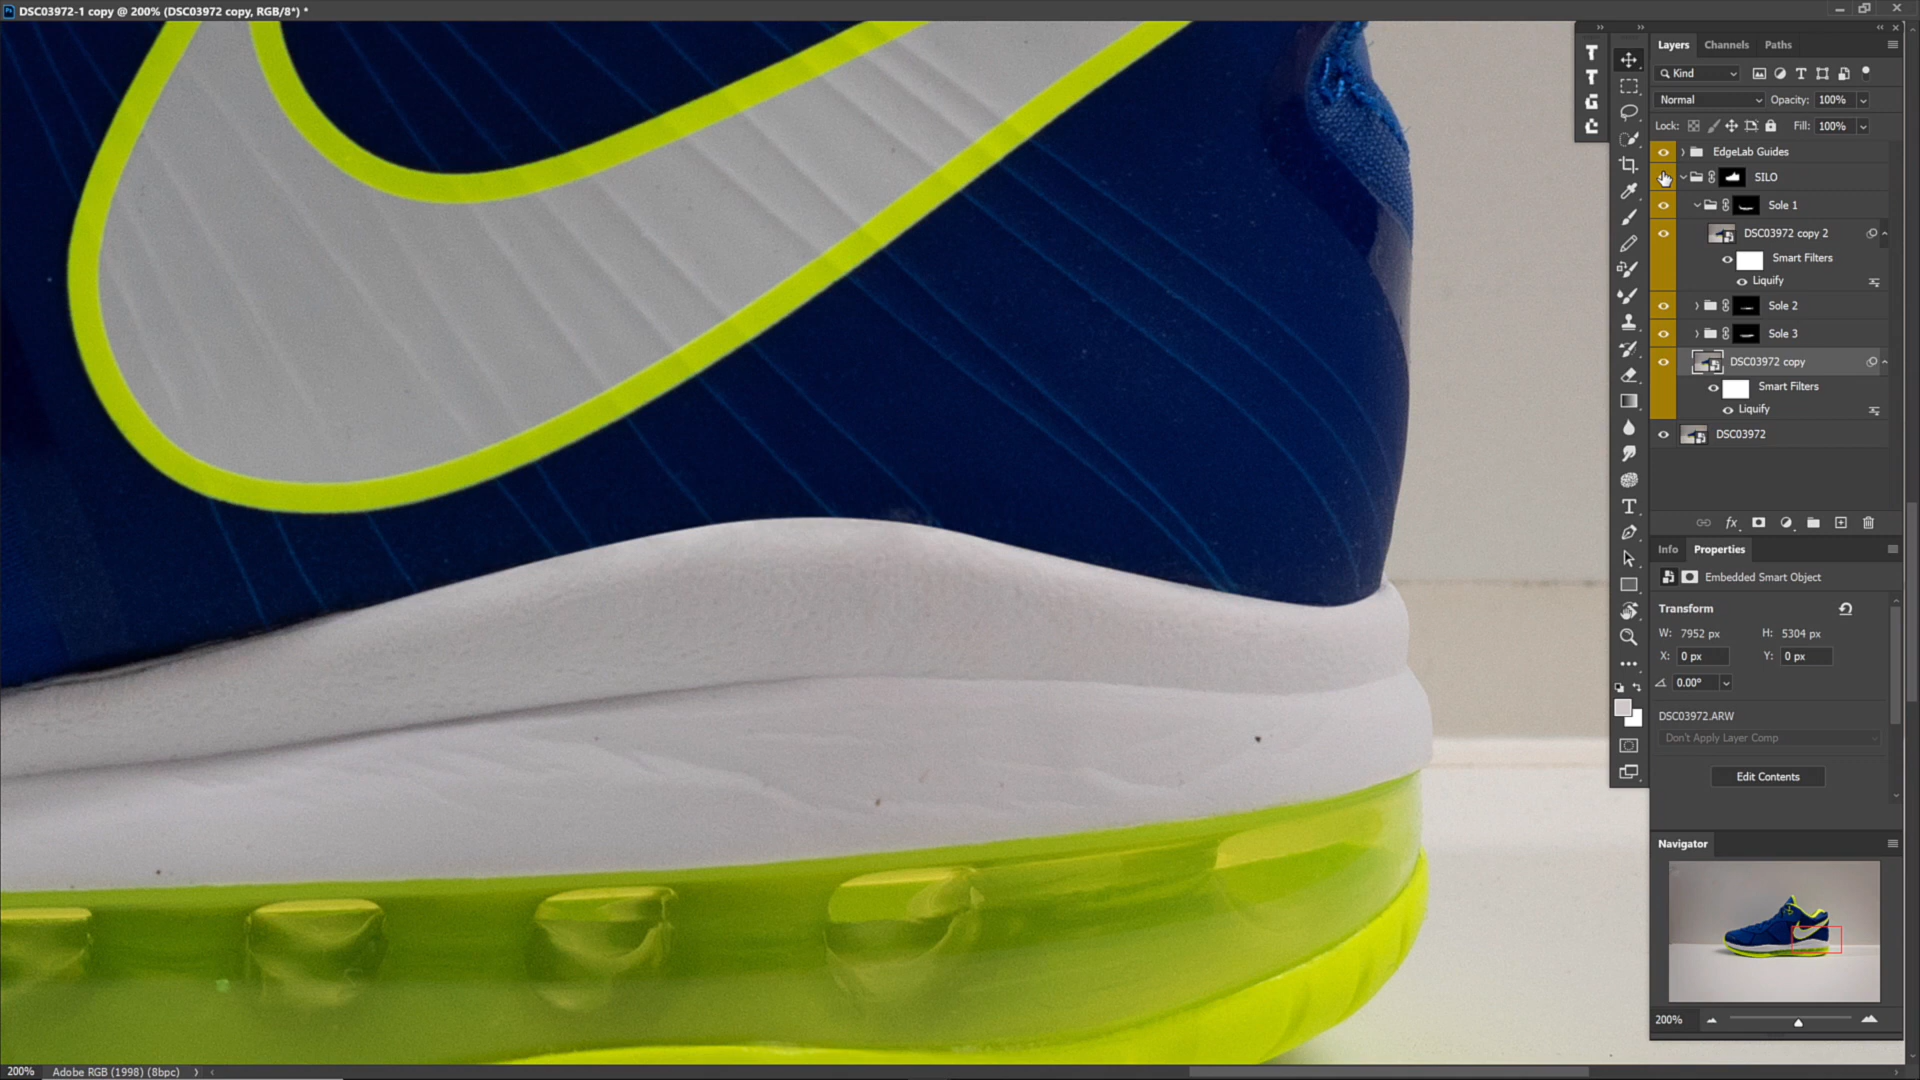 DSC03972-1 copy @ 200% (DSC03972 copy, RGB/8*) *
Layers Channels Paths
Kind
Normal Opacity: 100%
Lock: Fill: 100%
EdgeLab Guides
SILO
Sole 1
DSC03972 copy 2
Smart Filters
Liquify
Sole 2
Sole 3
DSC03972 copy
Smart Filters
Liquify
DSC03972
fx
Info Properties
Embedded Smart Object
Transform
W: 7952 px H: 5304 px
X: 0 px Y: 0 px
0.00°
DSC03972.ARW
Don't Apply Layer Comp
Edit Contents
Navigator
200%
200% Adobe RGB (1998) (8bpc)